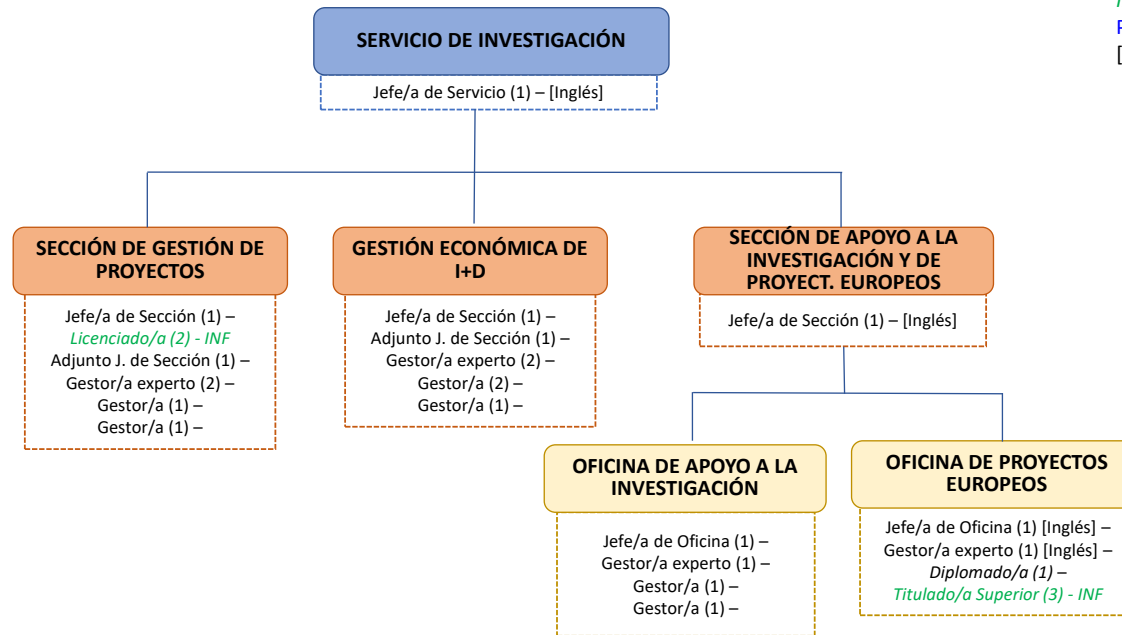 SERVICIO DE INVESTIGACIÓN
Jefe/a de Servicio (1) – [Inglés]
SECCIÓN DE GESTIÓN DE
PROYECTOS
Jefe/a de Sección (1) –
Licenciado/a (2) - INF
Adjunto J. de Sección (1) –
Gestor/a experto (2) –
Gestor/a (1) –
Gestor/a (1) –
GESTIÓN ECONÓMICA DE
I+D
Jefe/a de Sección (1) –
Adjunto J. de Sección (1) –
Gestor/a experto (2) –
Gestor/a (2) –
Gestor/a (1) –
SECCIÓN DE APOYO A LA
INVESTIGACIÓN Y DE
PROYECT. EUROPEOS
Jefe/a de Sección (1) – [Inglés]
OFICINA DE APOYO A LA
INVESTIGACIÓN
Jefe/a de Oficina (1) –
Gestor/a experto (1) –
Gestor/a (1) –
Gestor/a (1) –
OFICINA DE PROYECTOS
EUROPEOS
Jefe/a de Oficina (1) [Inglés] –
Gestor/a experto (1) [Inglés] –
Diplomado/a (1) –
Titulado/a Superior (3) - INF